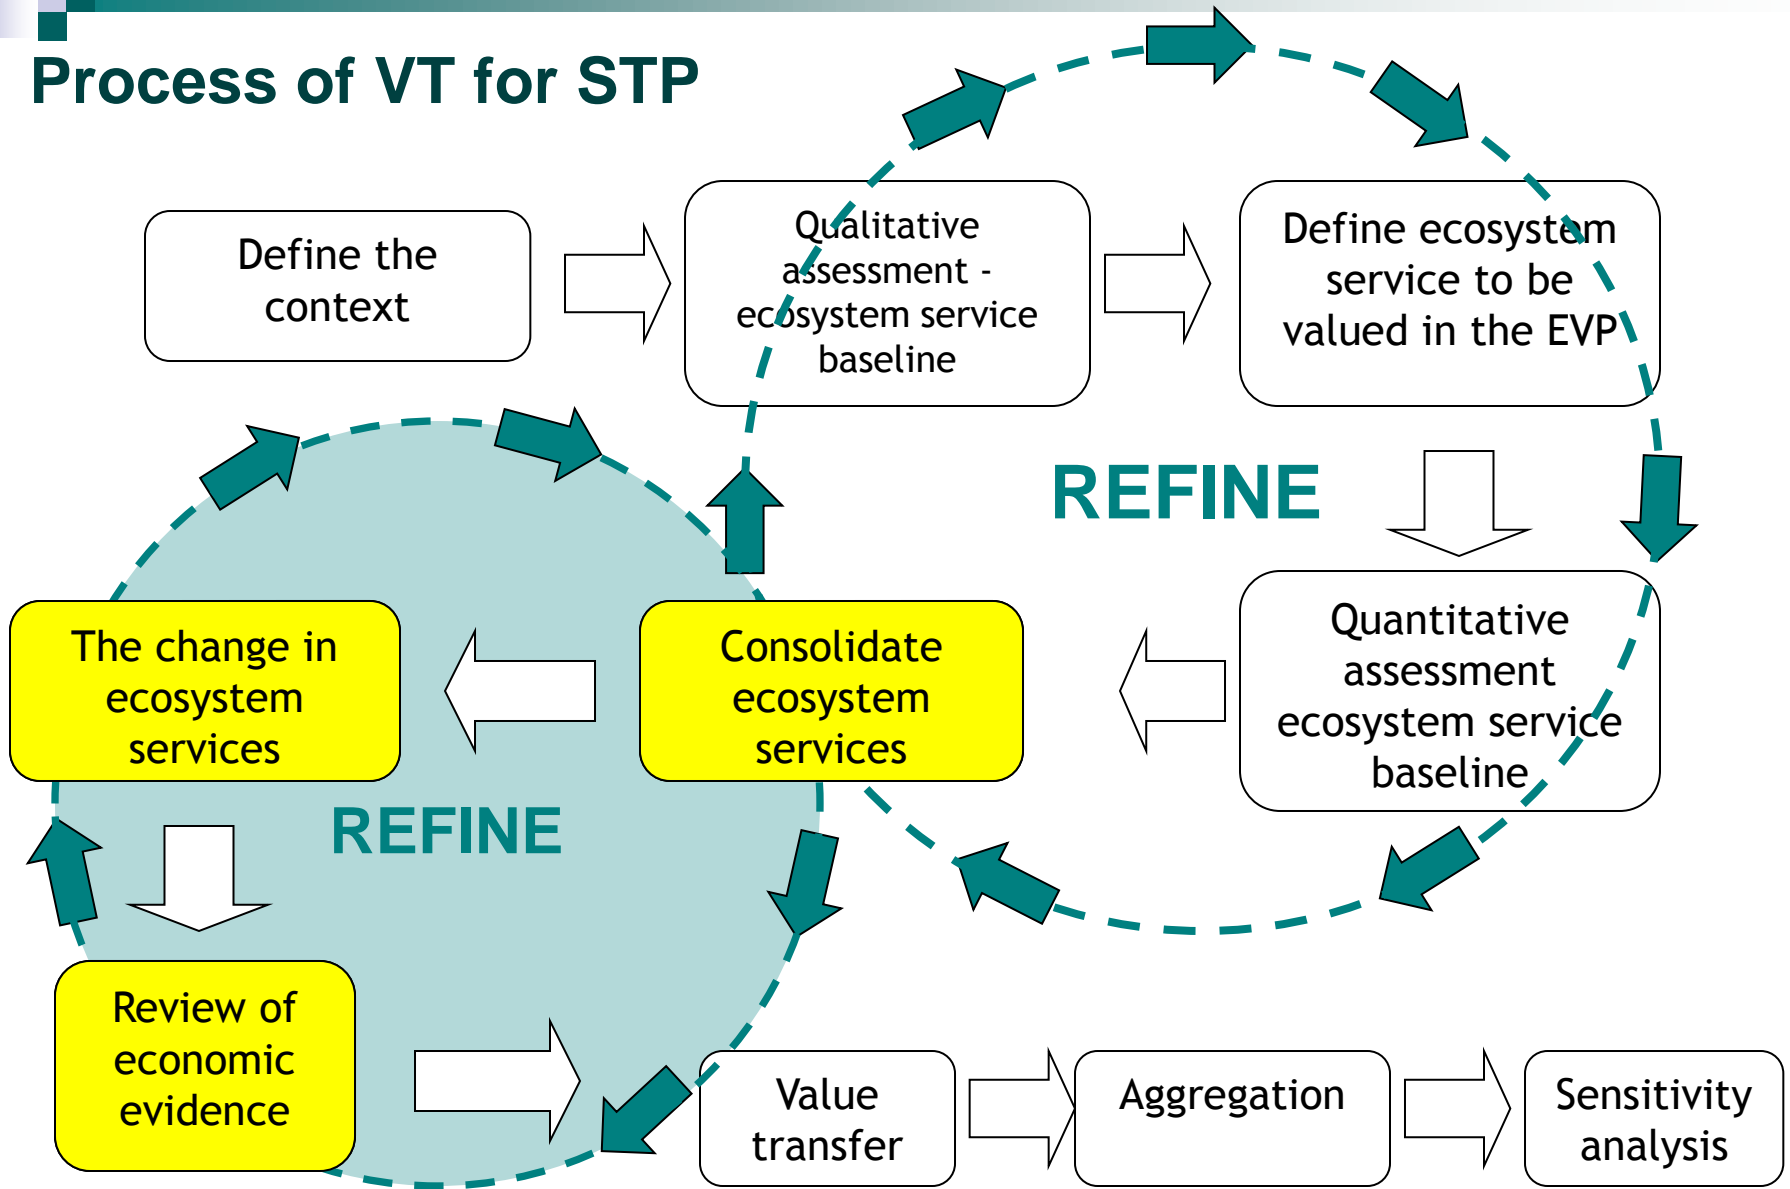 Process of VT for STP
Define the
context
Qualitative
assessment -
ecosystem service
baseline
Define ecosystem
service to be
valued in the EVP
REFINE
Quantitative
assessment
ecosystem service
baseline
Consolidate
ecosystem
services
The change in
ecosystem
services
REFINE
Review of
economic
evidence
Value
transfer
Aggregation
Sensitivity
analysis